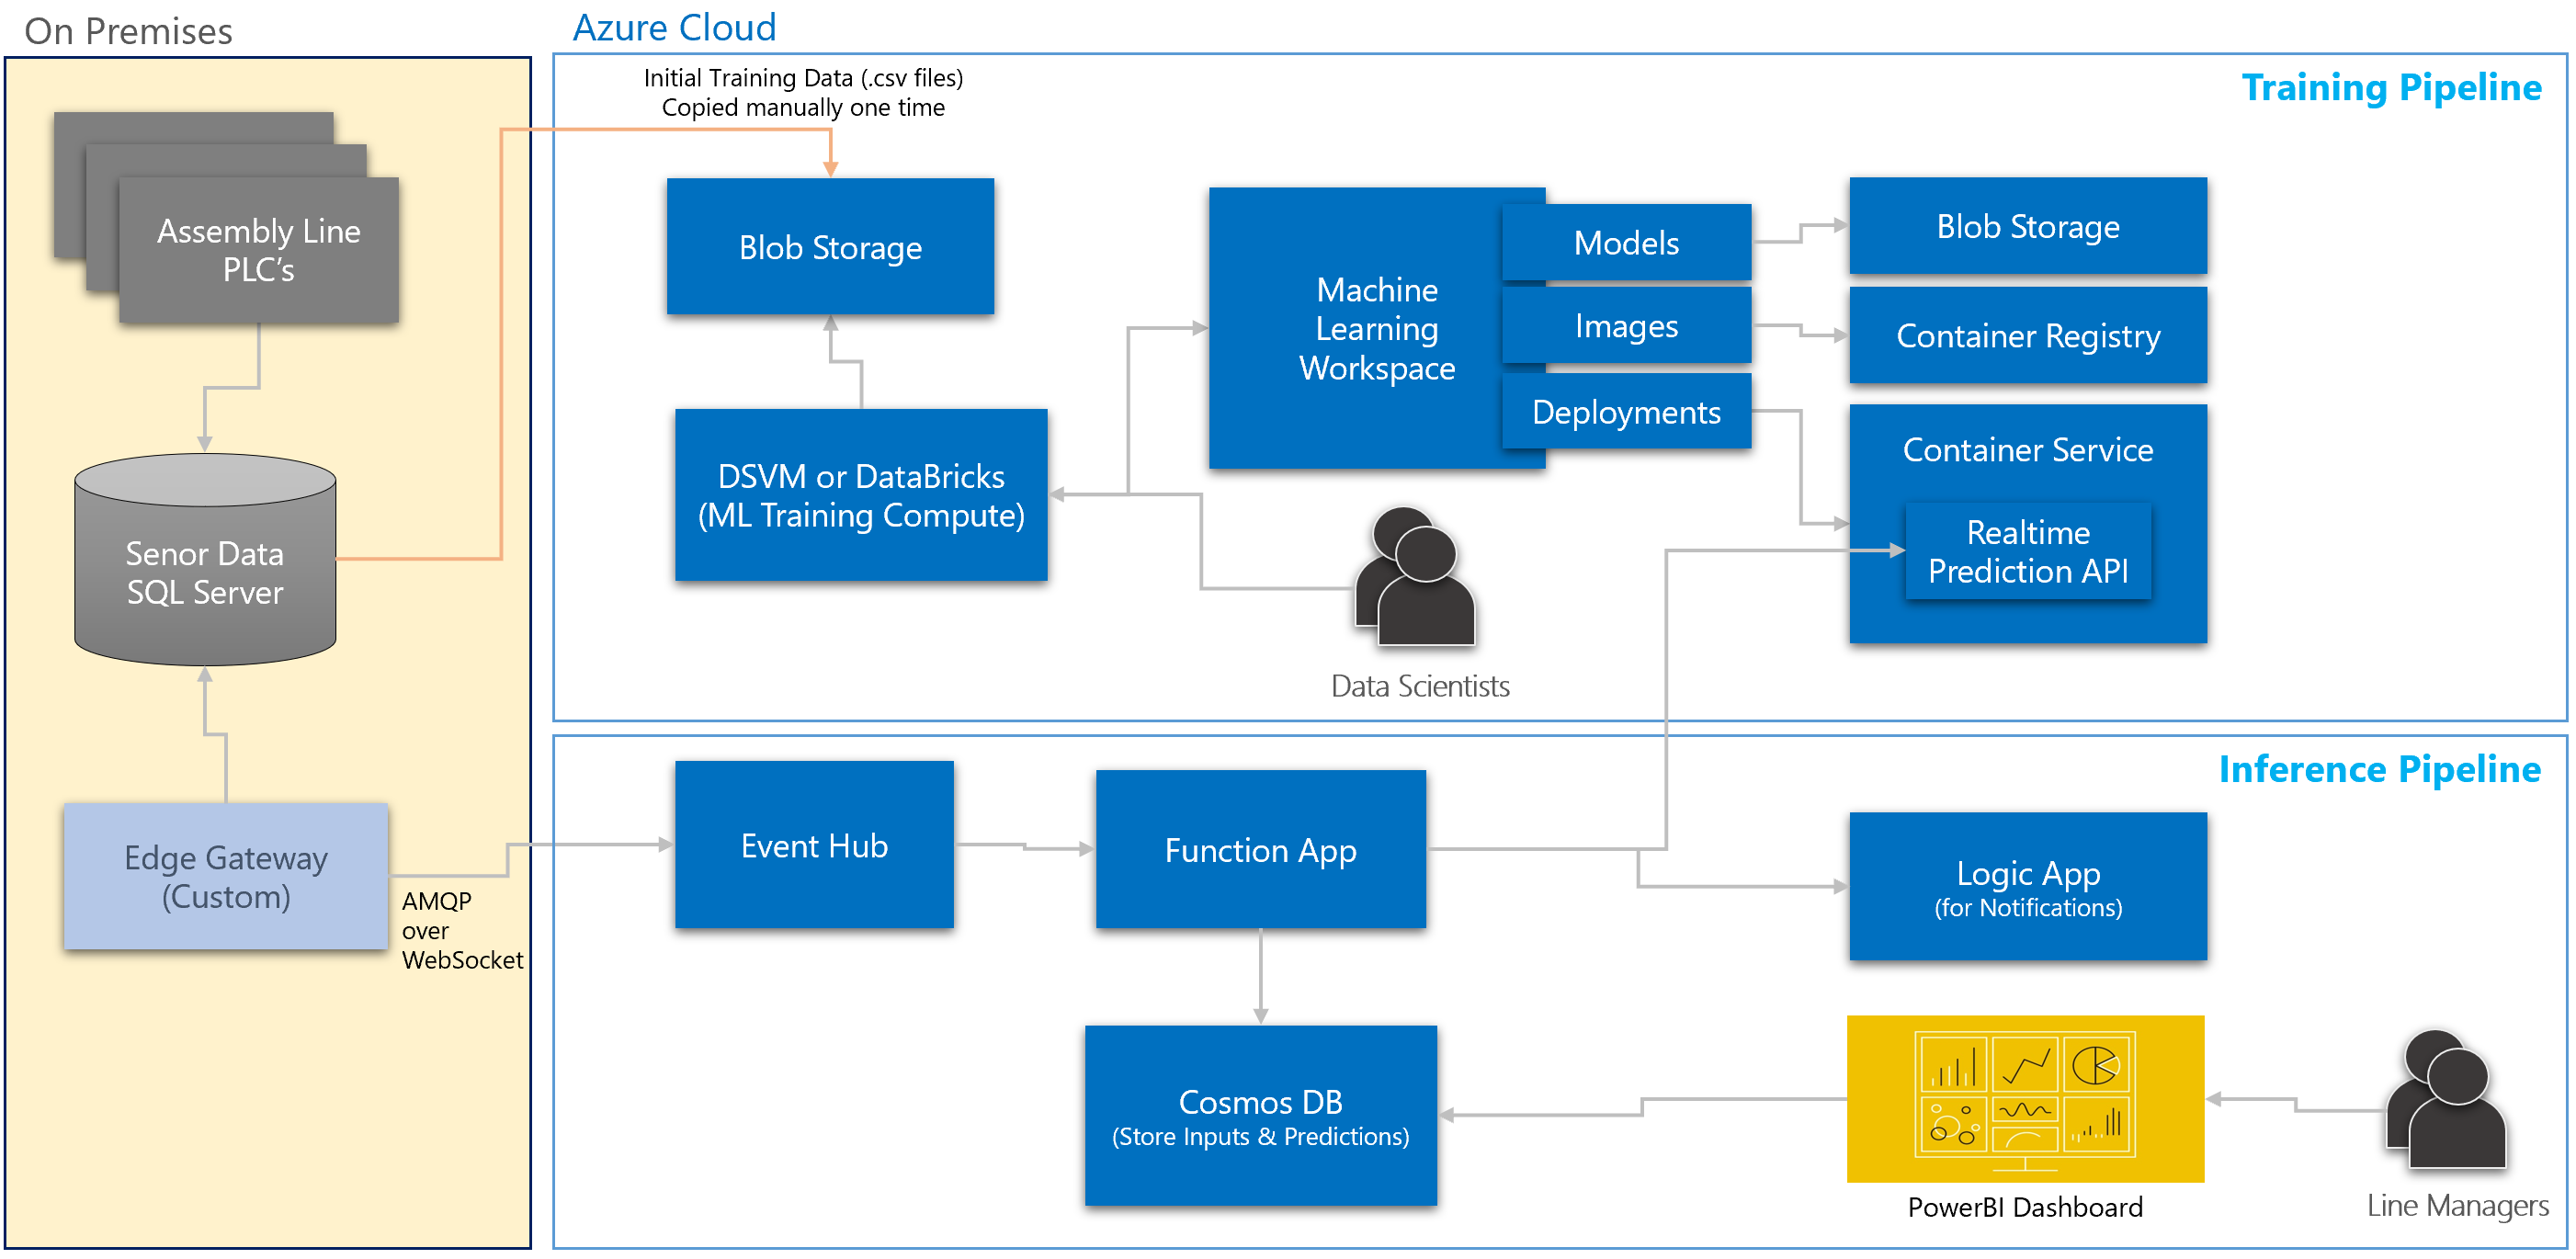 On Premises
Assembly Line
PLC's
Senor Data
SQL Server
Edge Gateway
(Custom)
AMQP
over
WebSocket
Azure Cloud
Training Pipeline
Initial Training Data (.csv files)
Copied manually one time
Blob Storage
DSVM or DataBricks
(ML Training Compute)
Machine
Learning
Workspace
Models
Images
Deployments
Blob Storage
Container Registry
Container Service
Realtime
Prediction API
Data Scientists
Inference Pipeline
Event Hub
Function App
Logic App
(for Notifications)
Cosmos DB
(Store Inputs & Predictions)
PowerBI Dashboard
Line Managers